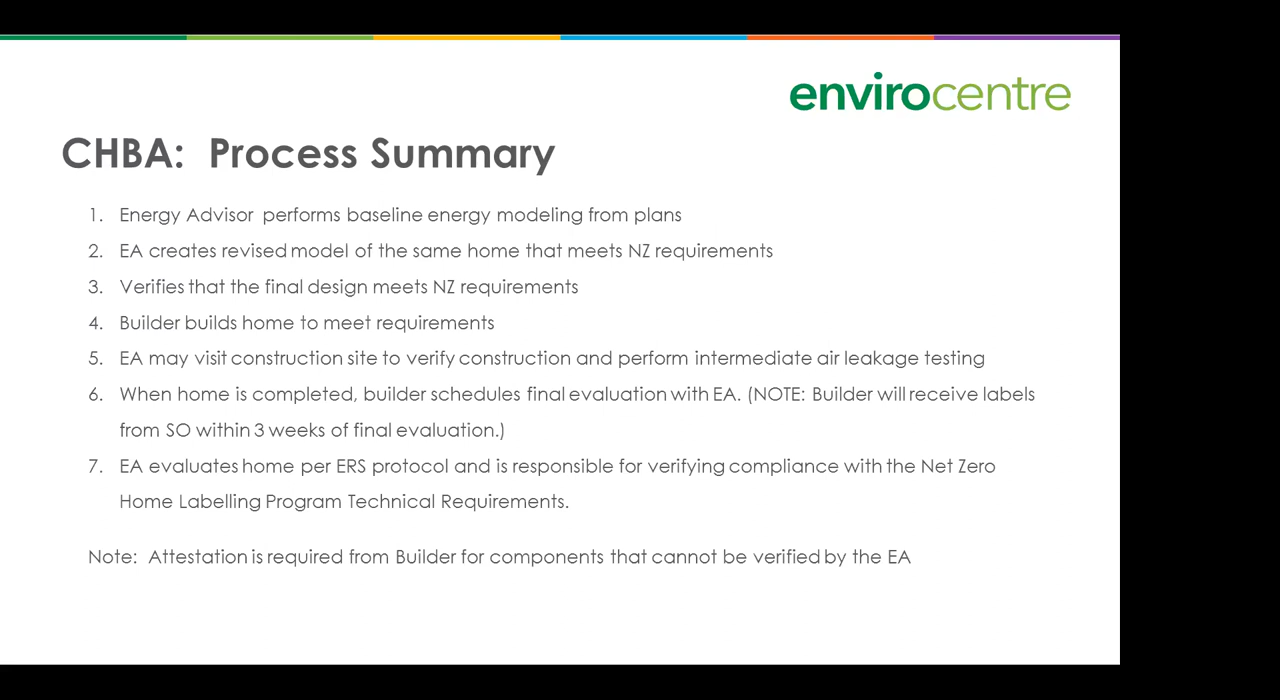 envirocentre
CHBA: Process Summary
1. Energy Advisor performs baseline energy modeling from plans
2. EA creates revised model of the same home that meets NZ requirements
3. Verifies that the final design meets NZ requirements
4. Builder builds home to meet requirements
5. EA may visit construction site to verify construction and perform intermediate air leakage testing
6. When home is completed, builder schedules final evaluation with EA. (NOTE: Builder will receive labels
from SO within 3 weeks of final evaluation.)
7. EA evaluates home per ERS protocol and is responsible for verifying compliance with the Net Zero
Home Labelling Program Technical Requirements.
Note: Attestation is required from Builder for components that cannot be verified by the EA